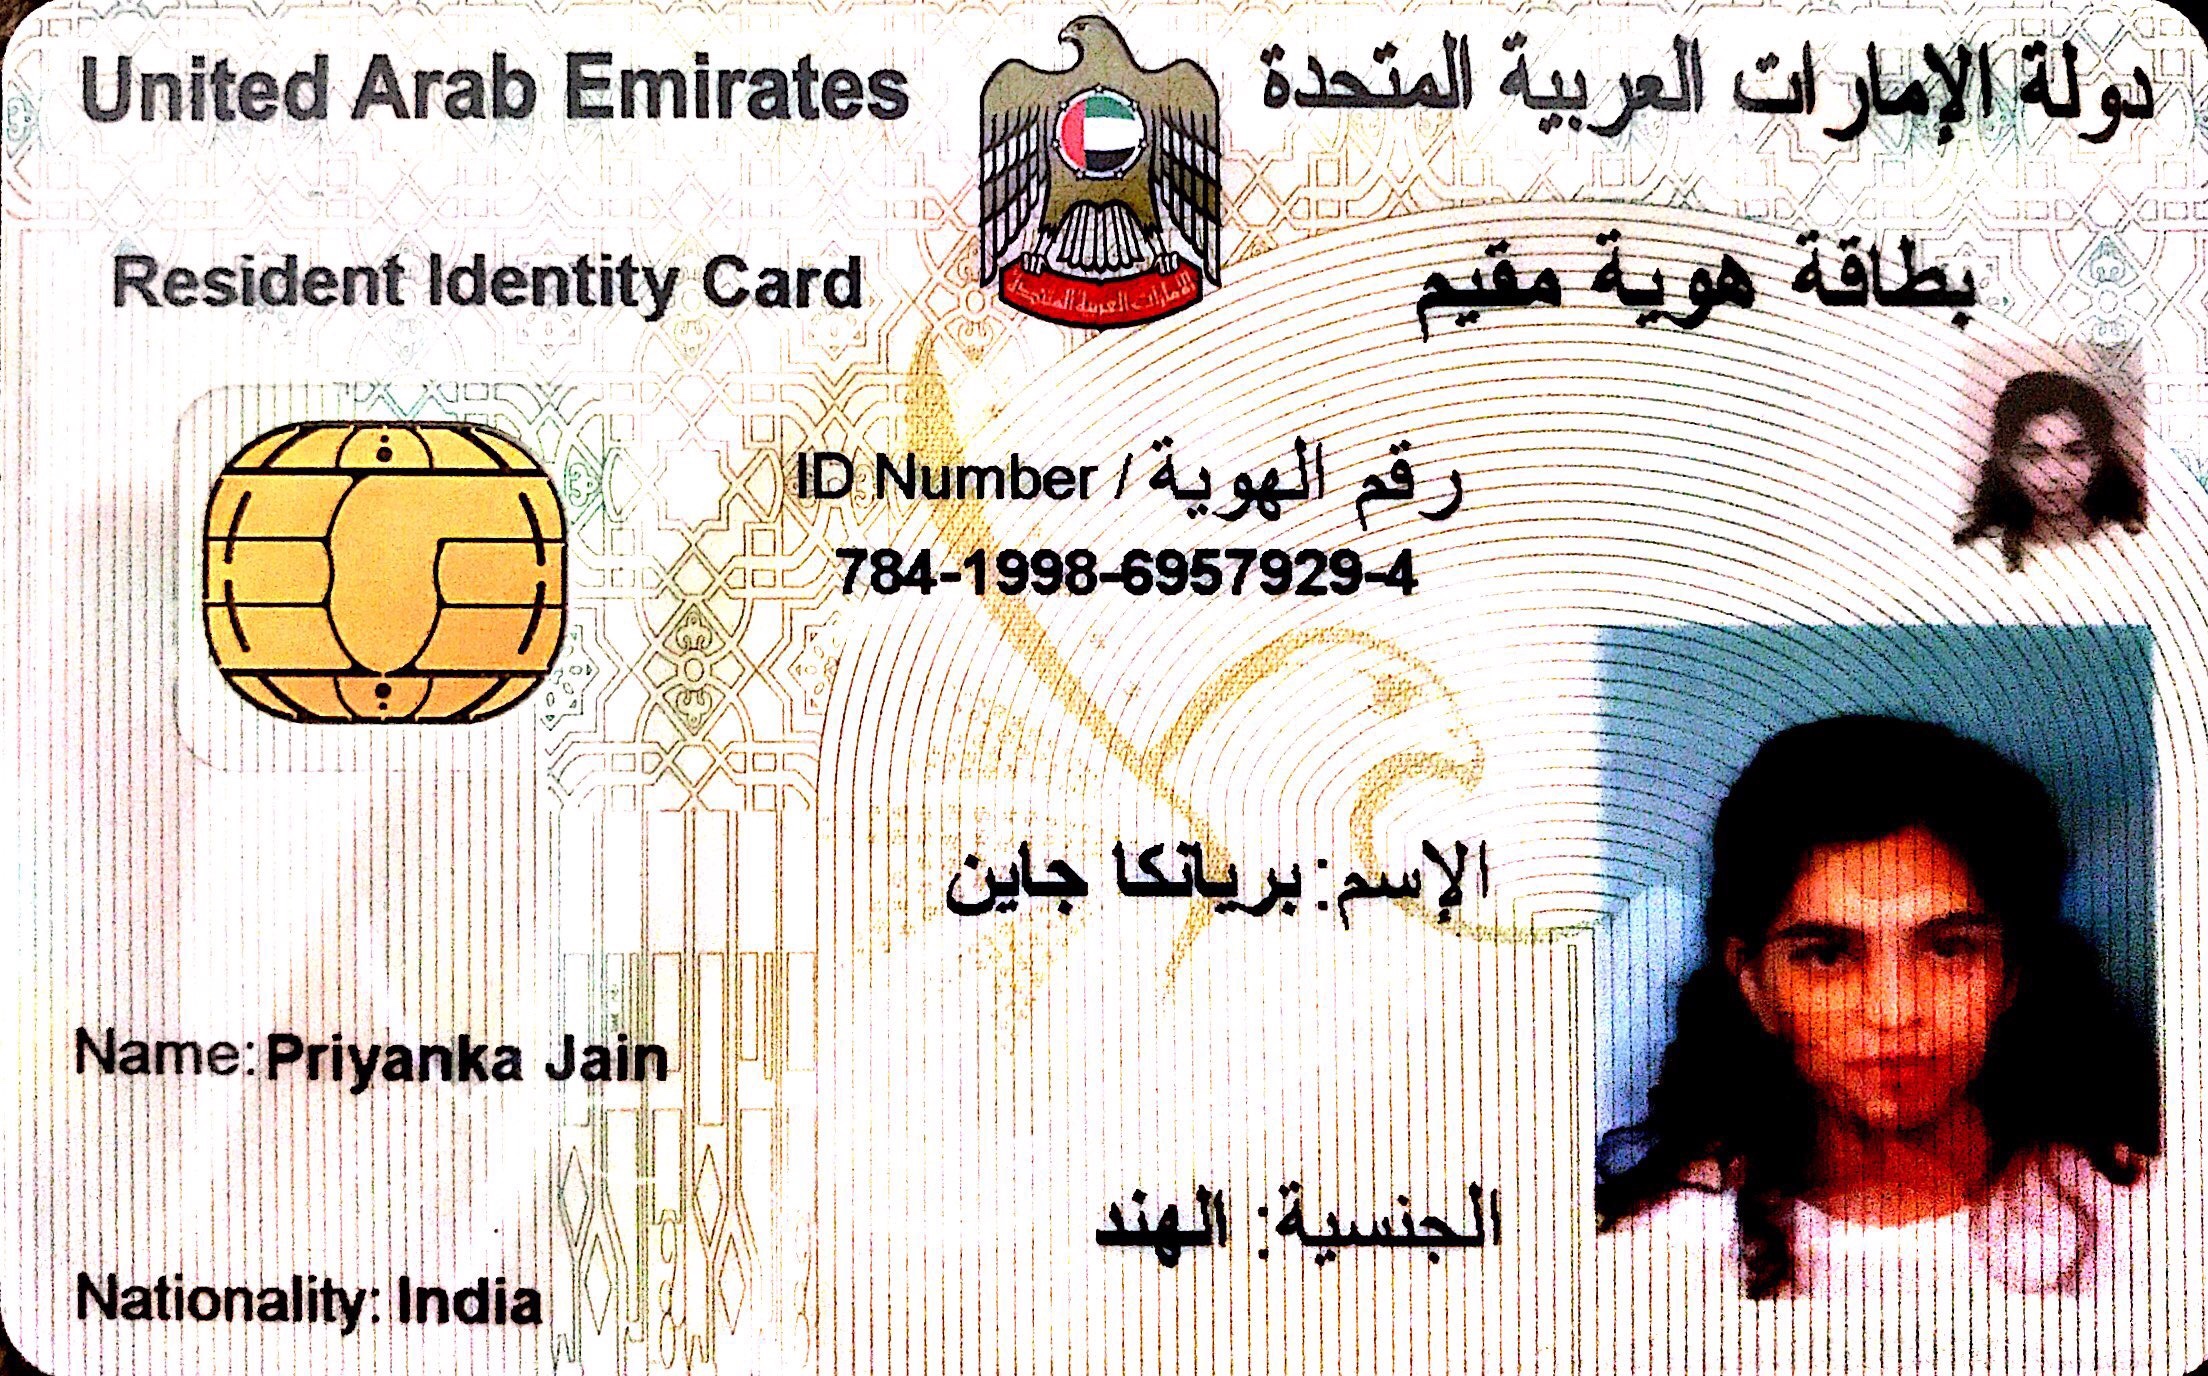 United Arab Emirates
دولة الإمارات العربية المتحدة
Resident Identity Card
بطاقة هوية مقيم
الإمارات العربية المتحدة
ID Number / رقم الهوية
784-1998-6957929-4
الإسم: بريانكا جاين
Name: Priyanka Jain
الجنسية: الهند
Nationality: India